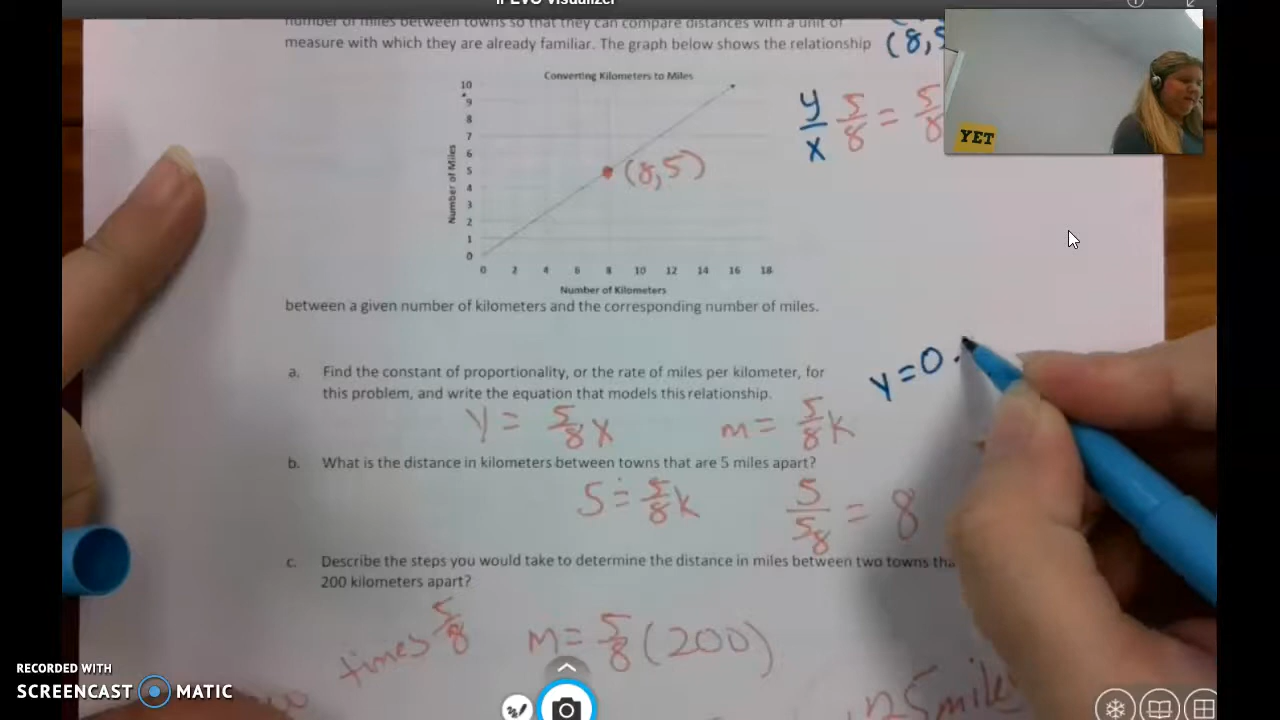 number of miles between towns so that they can compare distances with a unit of
measure with which they are already familiar. The graph below shows the relationship
(8,5
Converting Kilometers to Miles
10
9
8
7
6
5
4
3
2
1
0
Number of Miles
0 2 4 6 8 10 12 14 16 18
Number of Kilometers
(8,5)
y/x 5/8 = 5/8
YET
between a given number of kilometers and the corresponding number of miles.
a. Find the constant of proportionality, or the rate of miles per kilometer, for
this problem, and write the equation that models this relationship.
y = 0.
y = 5/8 x m = 5/8 k
b. What is the distance in kilometers between towns that are 5 miles apart?
5 = 5/8 k 5 / 5/8 = 8
c. Describe the steps you would take to determine the distance in miles between two towns
200 kilometers apart?
times 5/8 m = 5/8 (200)
25 miles
RECORDED WITH
SCREENCAST MATIC